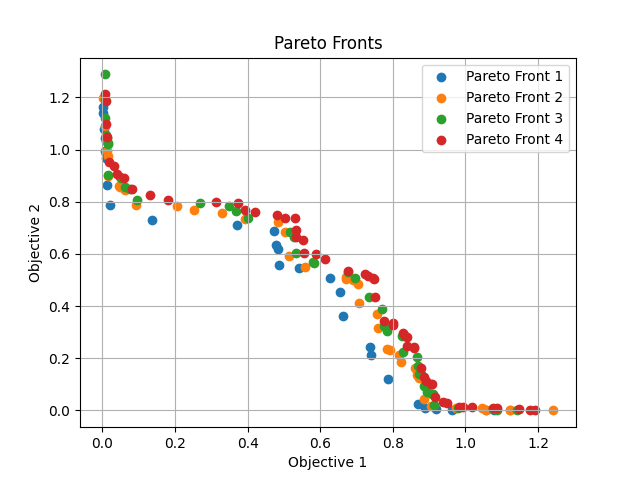 Pareto Fronts
Pareto Front 1
Pareto Front 2
Pareto Front 3
Pareto Front 4
Objective 2
1.2
1.0
0.8
0.6
0.4
0.2
0.0
0.0 0.2 0.4 0.6 0.8 1.0 1.2
Objective 1